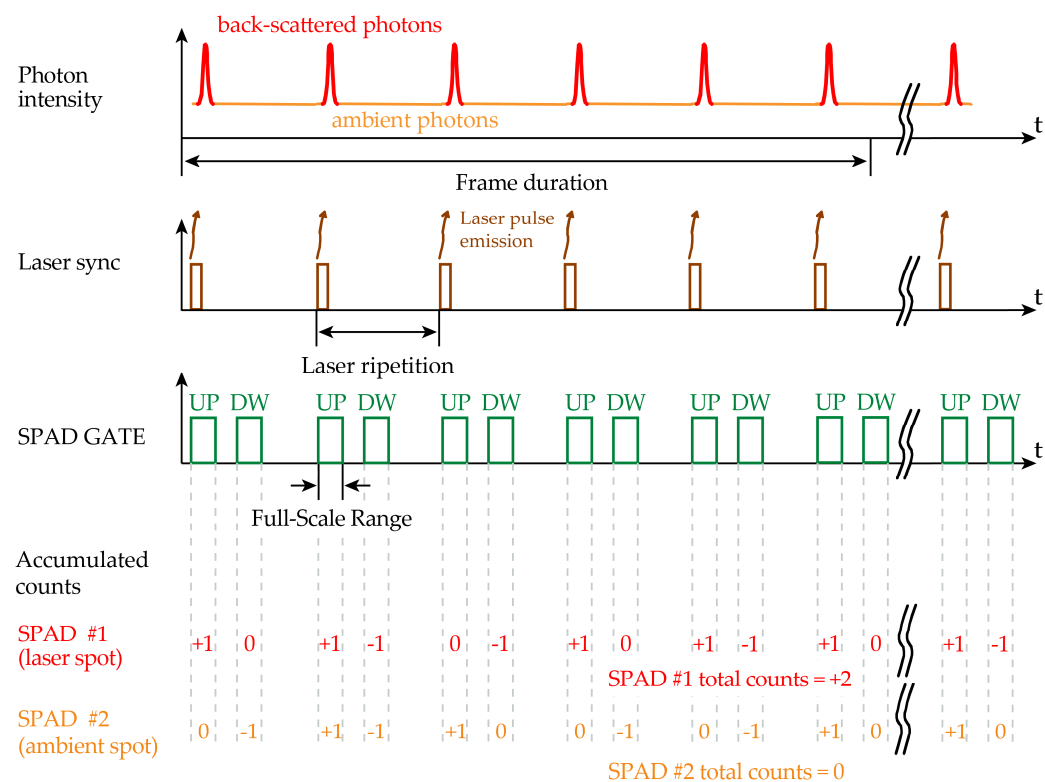 back-scattered photons
Photon
intensity
ambient photons
t
Frame duration
Laser pulse
emission
Laser sync
t
Laser ripetition
UP DW UP DW UP DW UP DW UP DW UP DW UP DW
SPAD GATE
t
Full-Scale Range
Accumulated
counts
SPAD #1
(laser spot)
+1 0 +1 -1 0 -1 +1 0 +1 -1 +1 0 +1 -1
SPAD #1 total counts = +2
SPAD #2
(ambient spot)
0 -1 +1 -1 +1 0 0 -1 0 -1 +1 0 +1 0
SPAD #2 total counts = 0